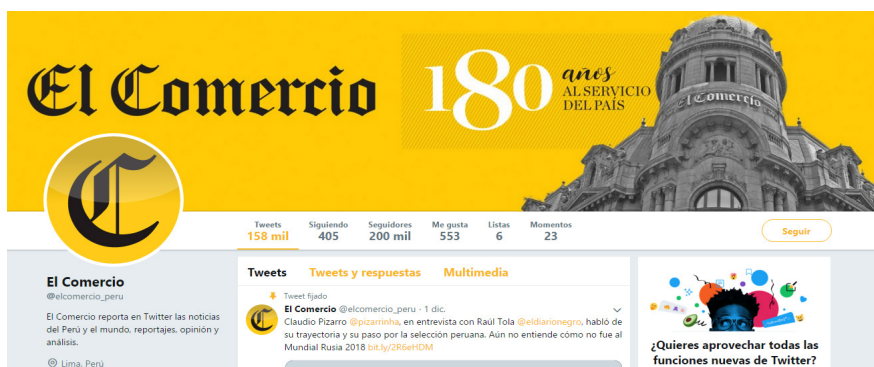 El Comercio
180 años
AL SERVICIO
DEL PAÍS
El Comercio
C
Tweets Siguiendo Seguidores Me gusta Listas Momentos
158 mil 405 200 mil 553 6 23
Seguir
El Comercio
@elcomercio_peru
El Comercio reporta en Twitter las noticias
del Perú y el mundo, reportajes, opinión y
análisis.
Lima, Perú
Tweets Tweets y respuestas Multimedia
Tweet fijado
C
El Comercio @elcomercio_peru · 1 dic.
Claudio Pizarro @pizarrinha, en entrevista con Raúl Tola @eldiarionegro, habló de
su trayectoria y su paso por la selección peruana. Aún no entiende cómo no fue al
Mundial Rusia 2018 bit.ly/2R6eHDM
¿Quieres aprovechar todas las
funciones nuevas de Twitter?